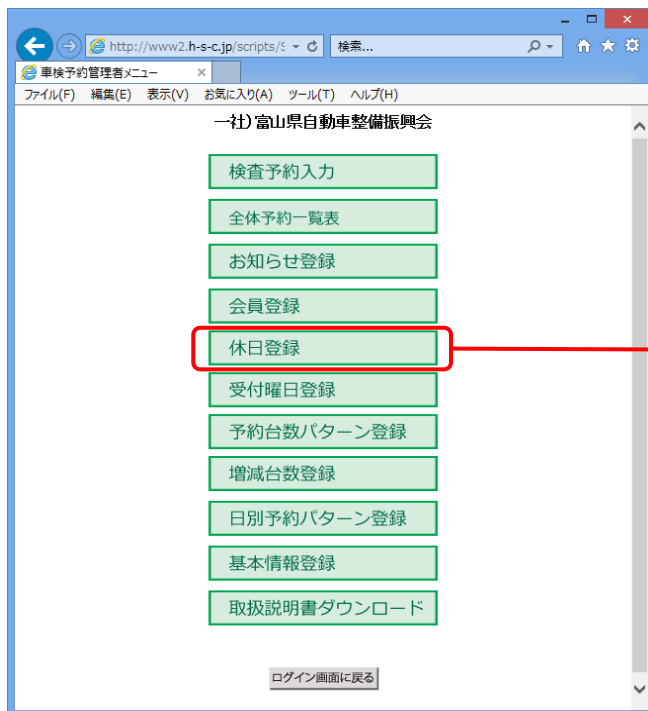 http://www2.h-s-c.jp/scripts/S 検索...
車検予約管理者メニュー
ファイル(F) 編集(E) 表示(V) お気に入り(A) ツール(T) ヘルプ(H)
一社)富山県自動車整備振興会
検査予約入力
全体予約一覧表
お知らせ登録
会員登録
休日登録
受付曜日登録
予約台数パターン登録
増減台数登録
日別予約パターン登録
基本情報登録
取扱説明書ダウンロード
ログイン画面に戻る